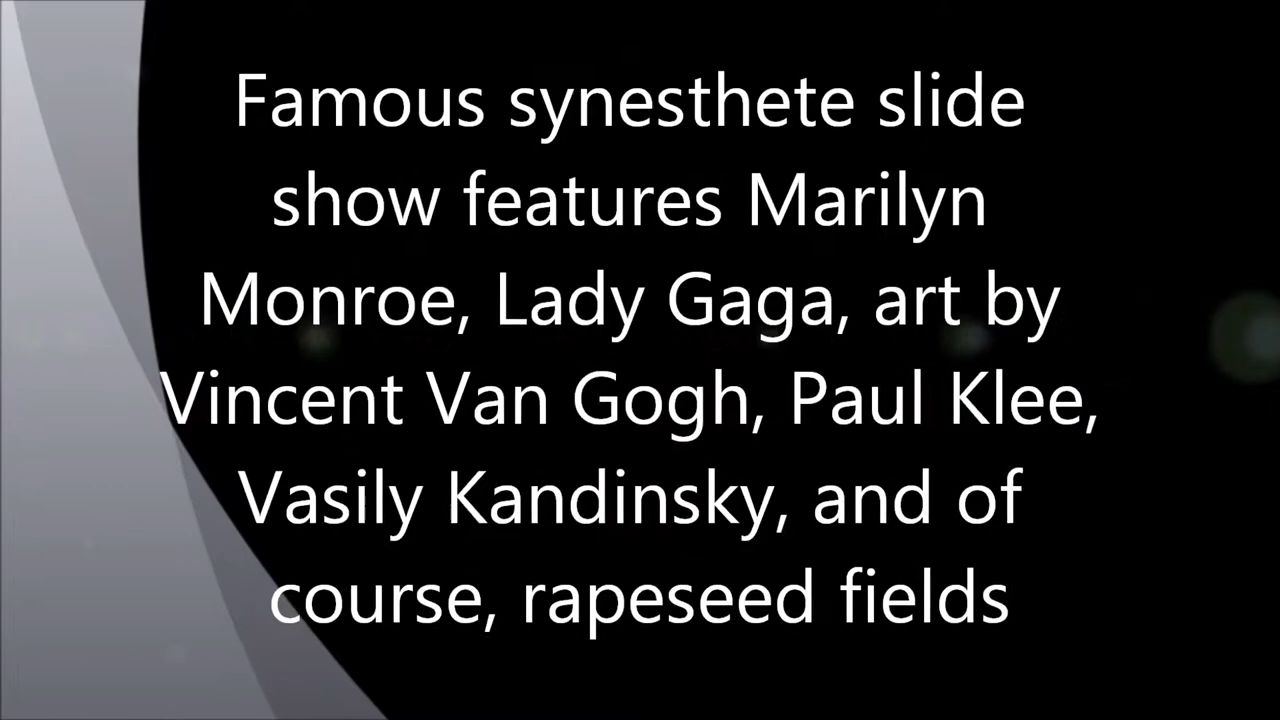 Famous synesthete slide
show features Marilyn
Monroe, Lady Gaga, art by
Vincent Van Gogh, Paul Klee,
Vasily Kandinsky, and of
course, rapeseed fields